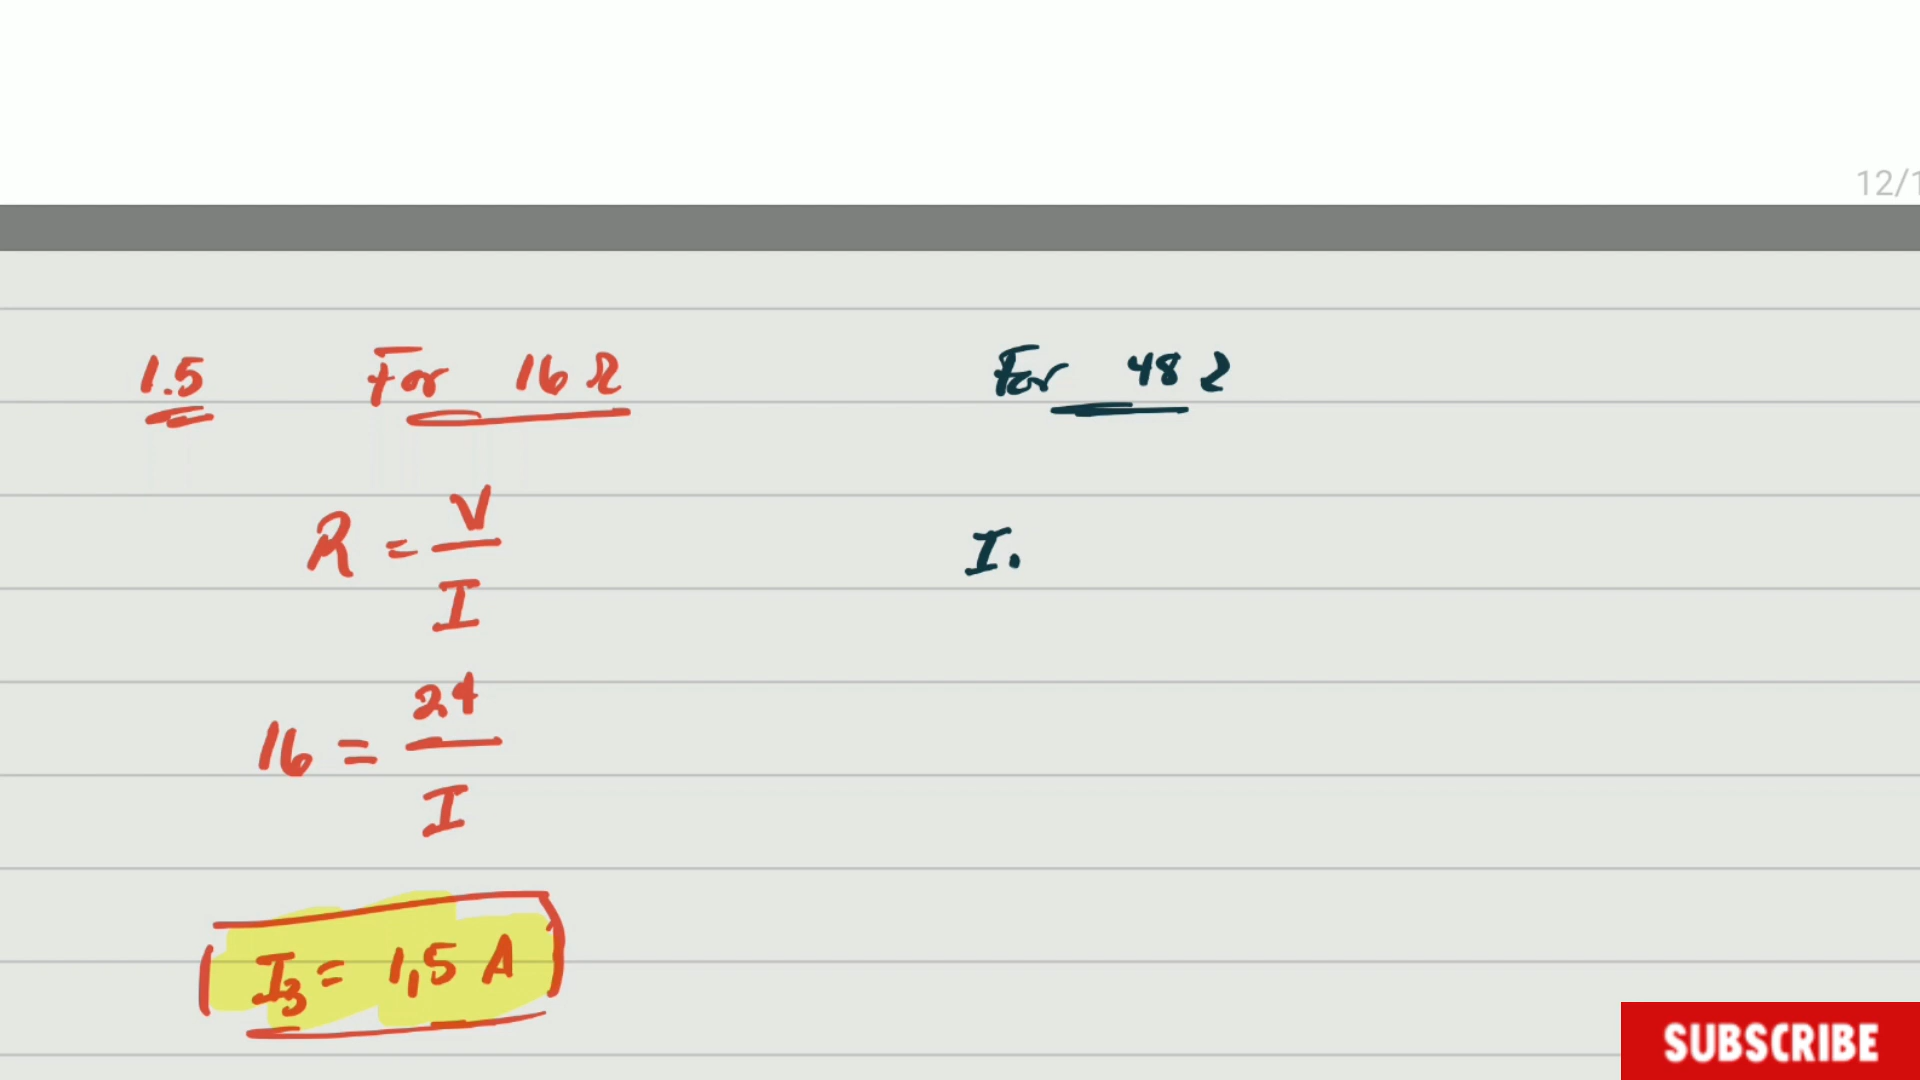 12/1
1.5 For 16 Ω
R = V/I
16 = 24/I
I₃ = 1,5 A
For 48 Ω
I.
SUBSCRIBE